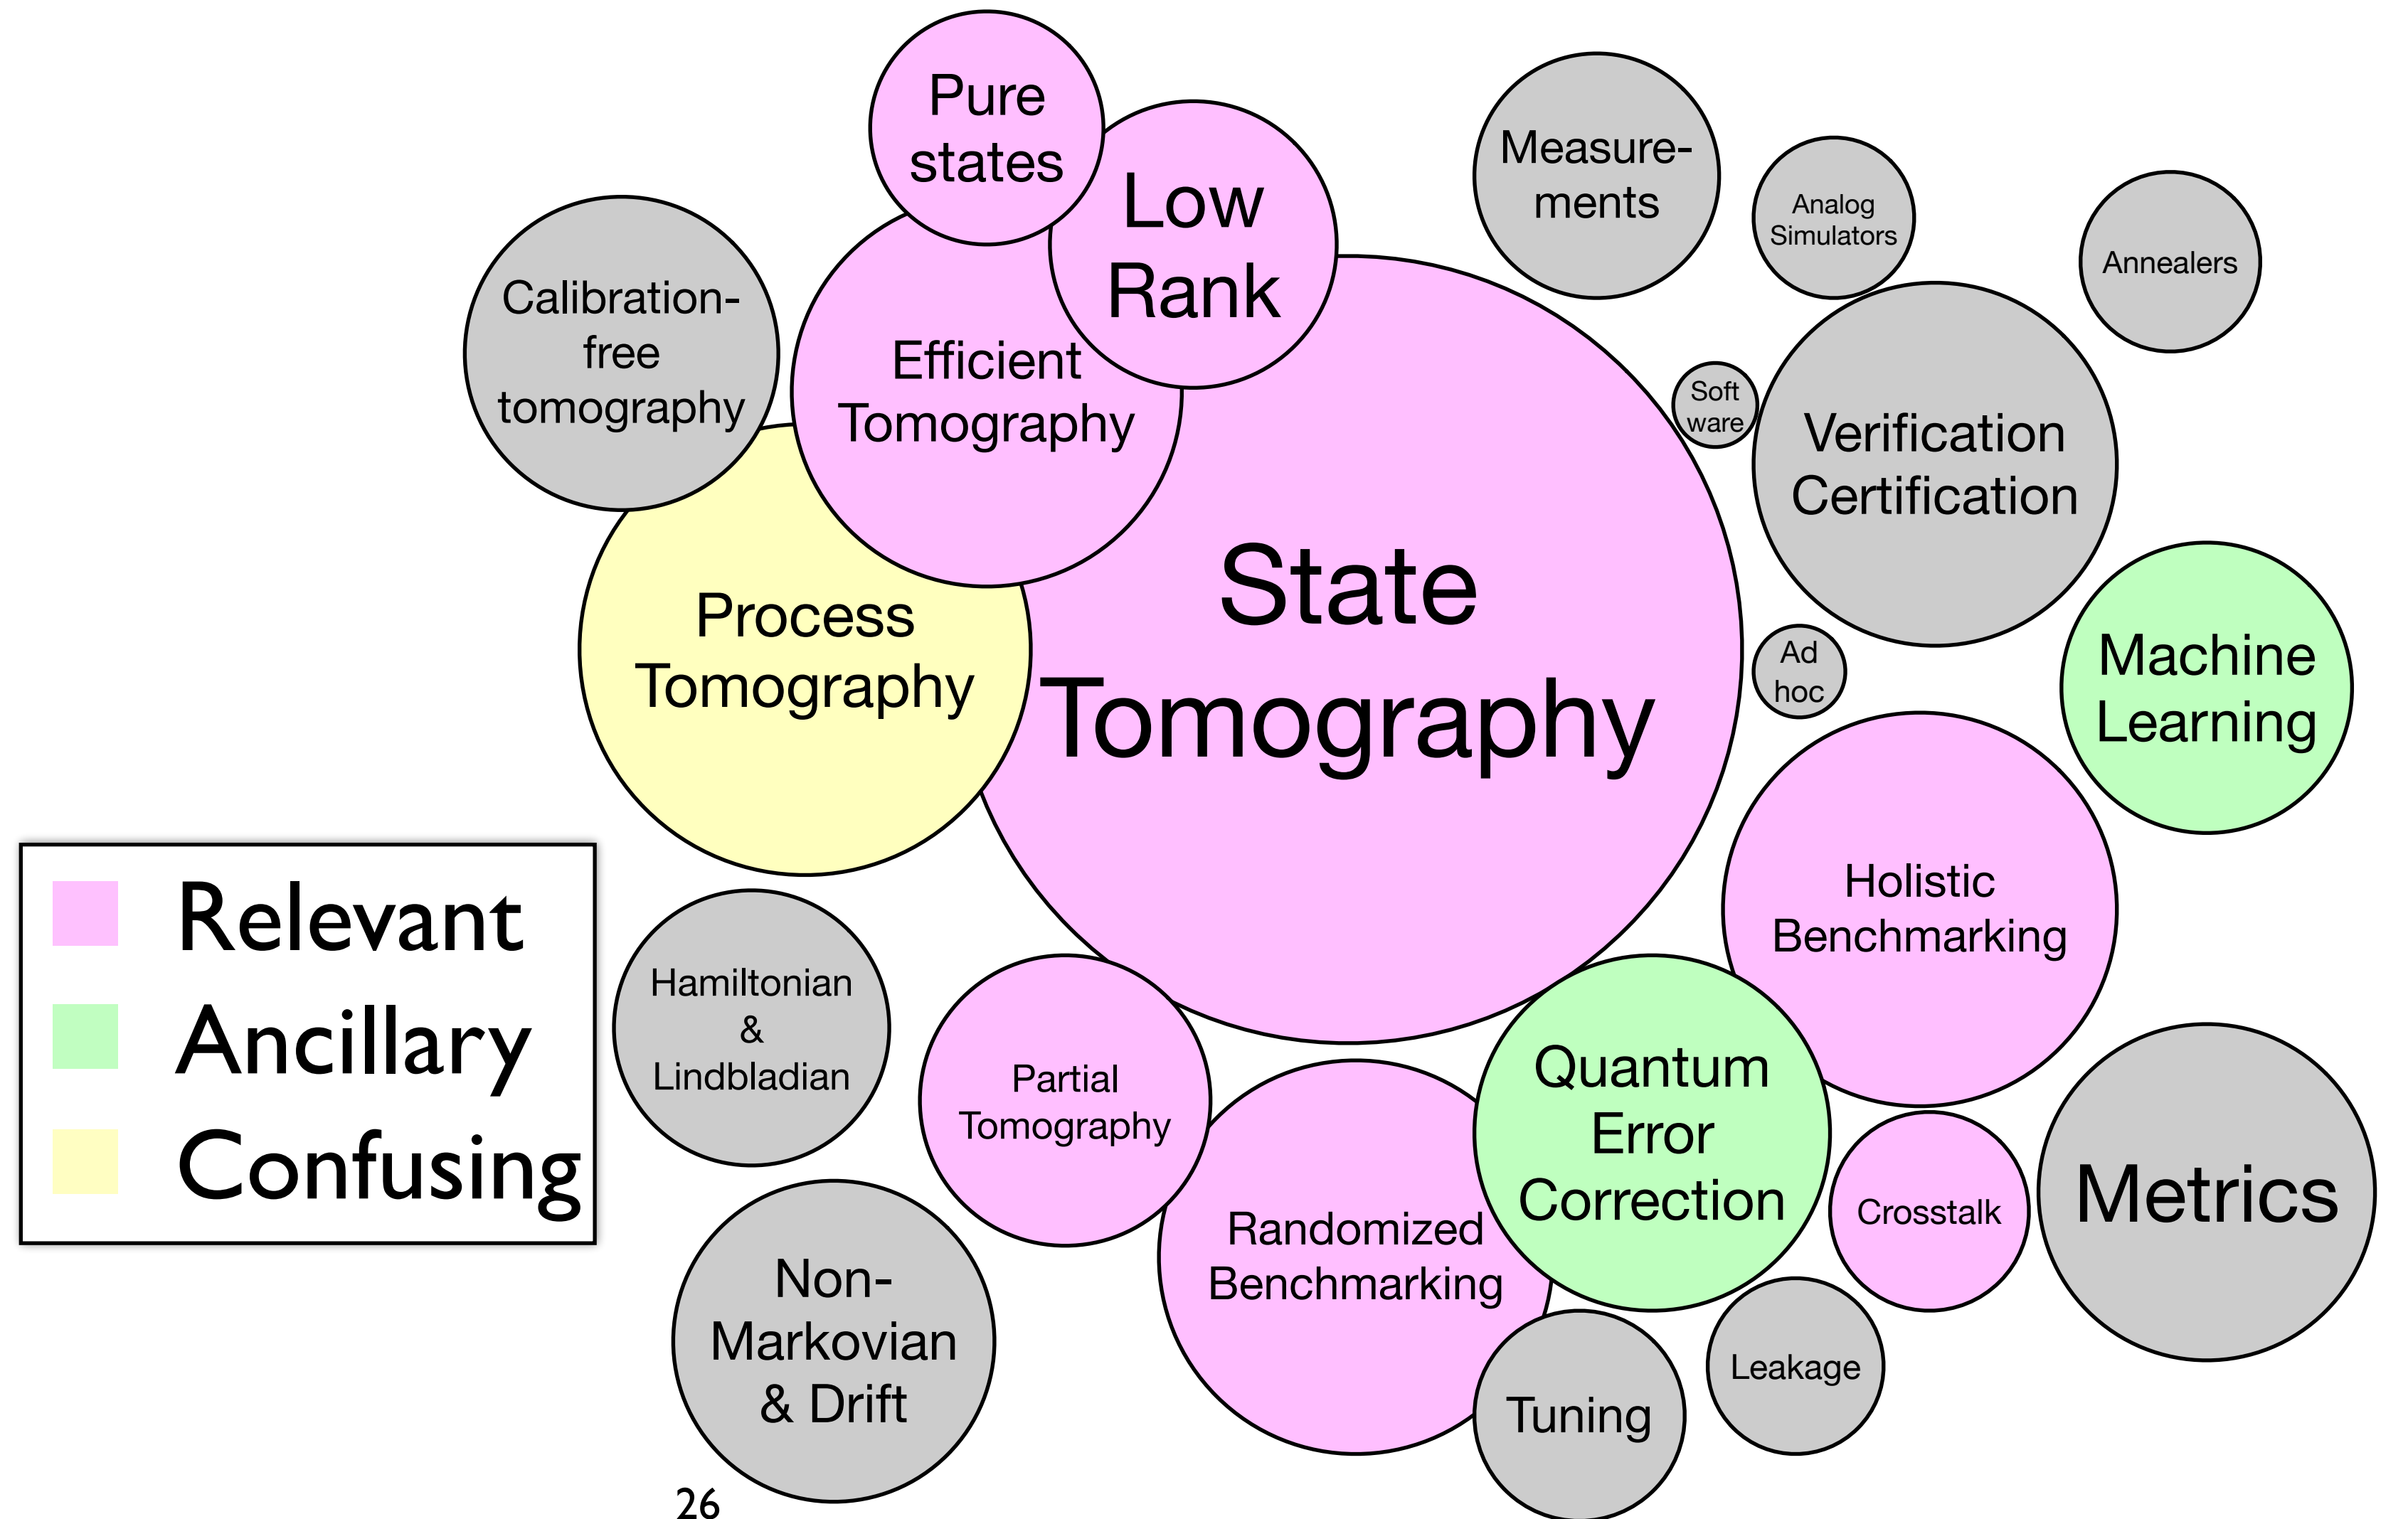 Pure
states
Low
Rank
Measure-
ments
Analog
Simulators
Annealers
Calibration-
free
tomography
Efficient
Tomography
Soft
ware
Verification
Certification
State
Tomography
Process
Tomography
Ad
hoc
Machine
Learning
Holistic
Benchmarking
Relevant
Ancillary
Confusing
Hamiltonian
&
Lindbladian
Partial
Tomography
Quantum
Error
Correction
Crosstalk
Metrics
Randomized
Benchmarking
Non-
Markovian
& Drift
Tuning
Leakage
26